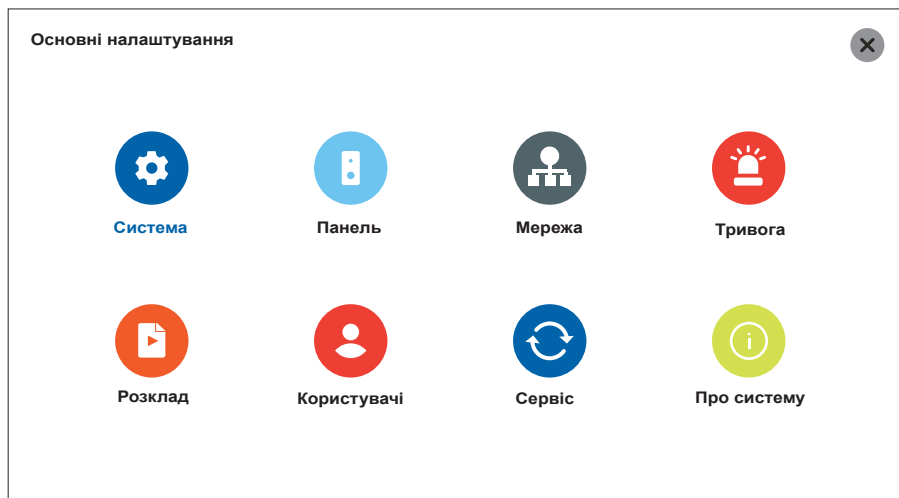 Основні налаштування
Система
Панель
Мережа
Тривога
Розклад
Користувачі
Сервіс
Про систему